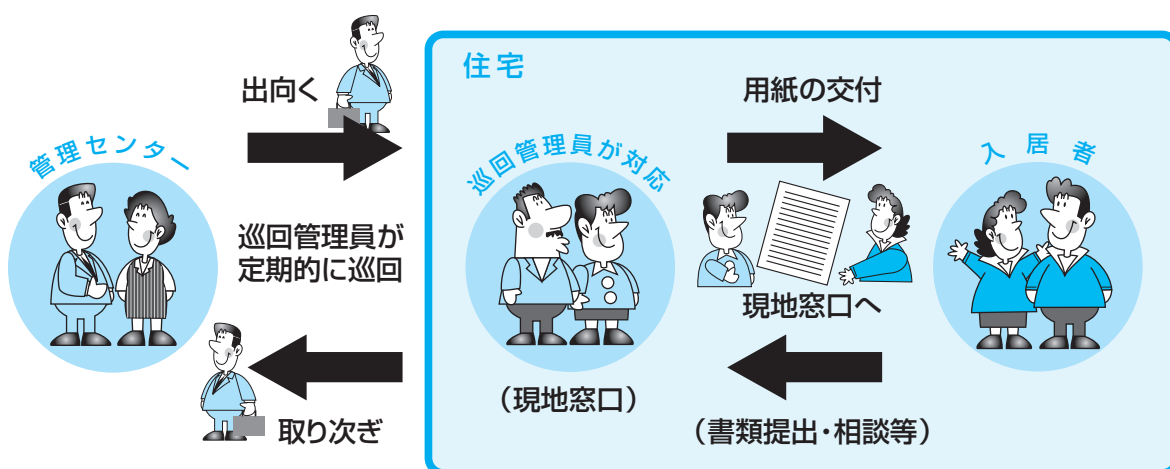 住宅
出向く
用紙の交付
管理センター
巡回管理員が対応
入居者
巡回管理員が
定期的に巡回
現地窓口へ
(現地窓口)
取り次ぎ
(書類提出・相談等)